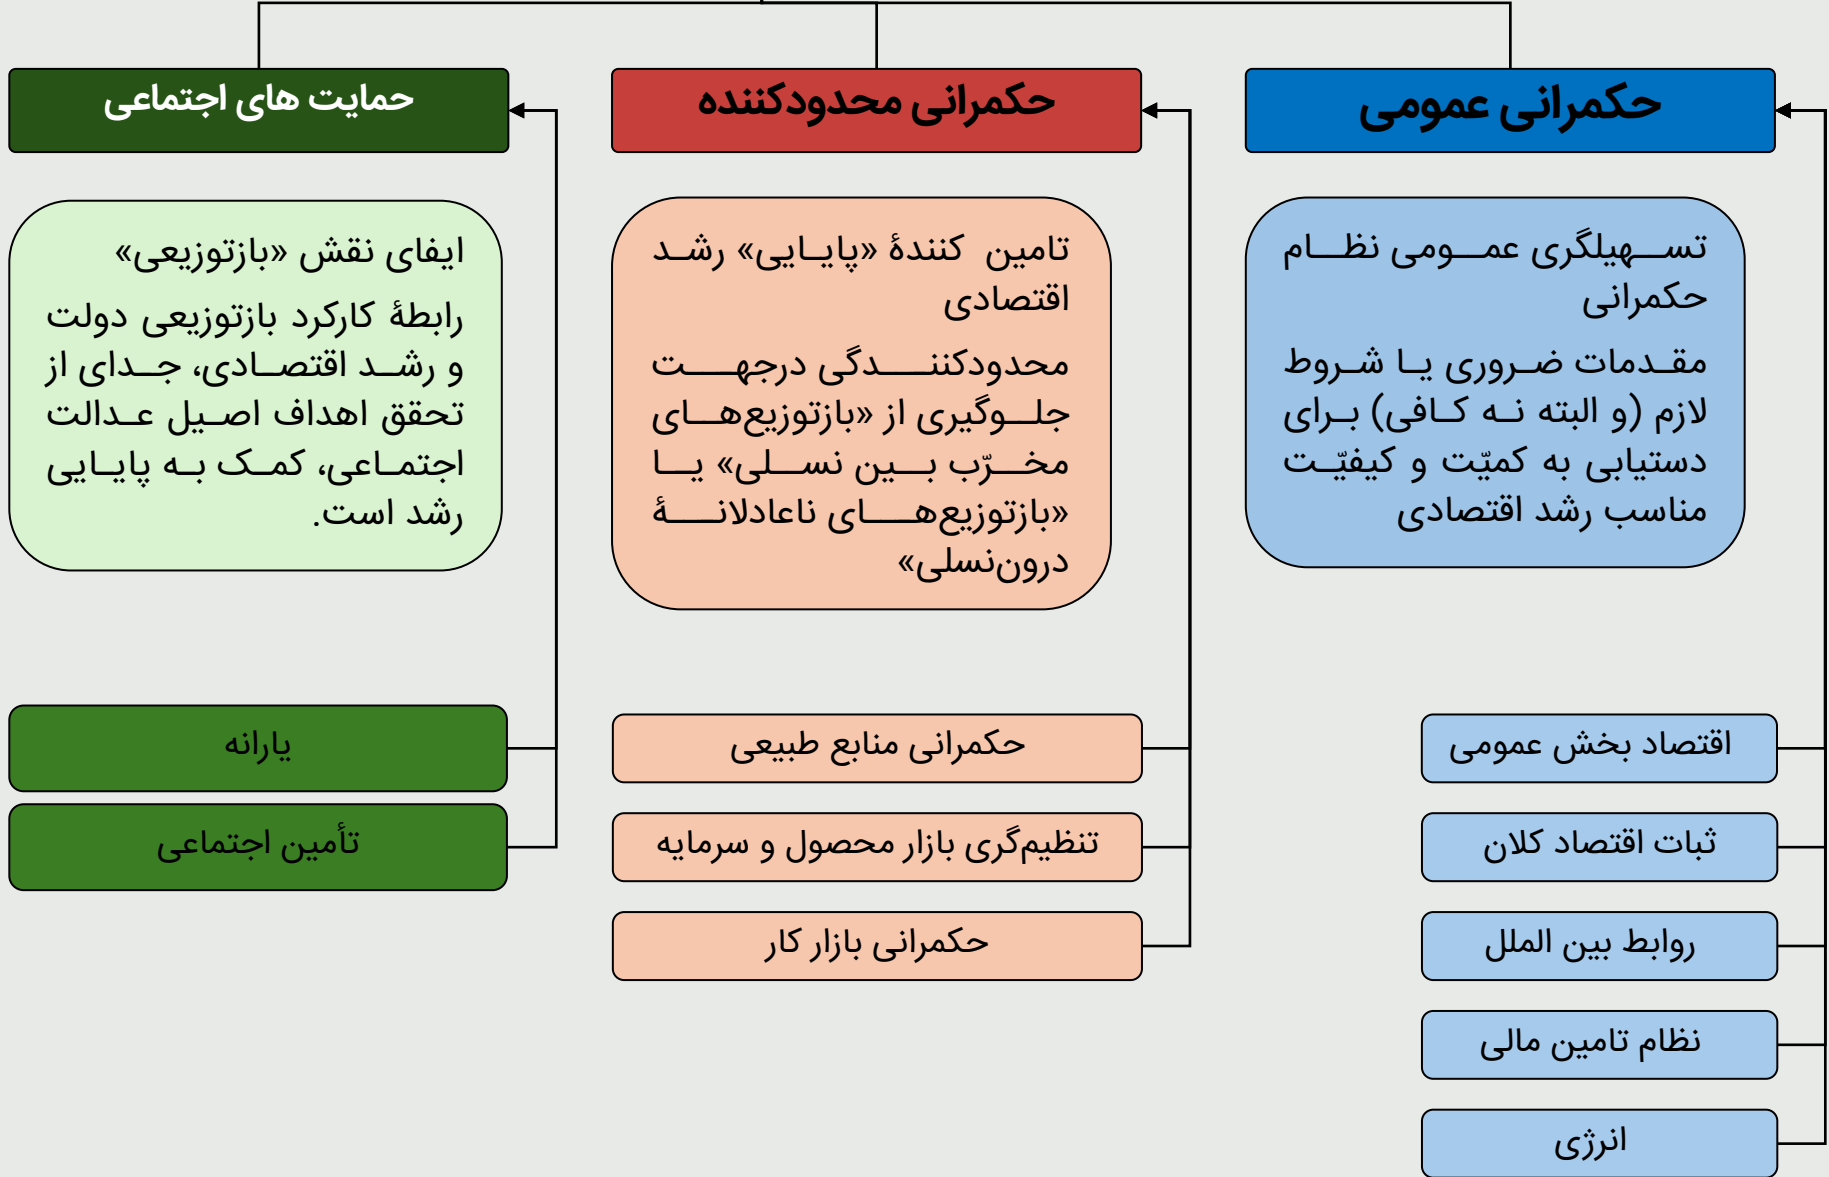 حکمرانی عمومی
تسهیلگری عمومی نظام
حکمرانی
مقدمات ضروری یا شروط
لازم (و البته نه کافی) برای
دستیابی به کمیّت و کیفیّت
مناسب رشد اقتصادی
اقتصاد بخش عمومی
ثبات اقتصاد کلان
روابط بین الملل
نظام تامین مالی
انرژی
حکمرانی محدودکننده
تامین کنندۀ «پایایی» رشد
اقتصادی
محدودکنندگی درجهت
جلوگیری از «بازتوزیع‌های
مخرّب بین نسلی» یا
«بازتوزیع‌های ناعادلانۀ
درون‌نسلی»
حکمرانی منابع طبیعی
تنظیم‌گری بازار محصول و سرمایه
حکمرانی بازار کار
حمایت های اجتماعی
ایفای نقش «بازتوزیعی»
رابطۀ کارکرد بازتوزیعی دولت
و رشد اقتصادی، جدای از
تحقق اهداف اصیل عدالت
اجتماعی، کمک به پایایی
رشد است.
یارانه
تأمین اجتماعی